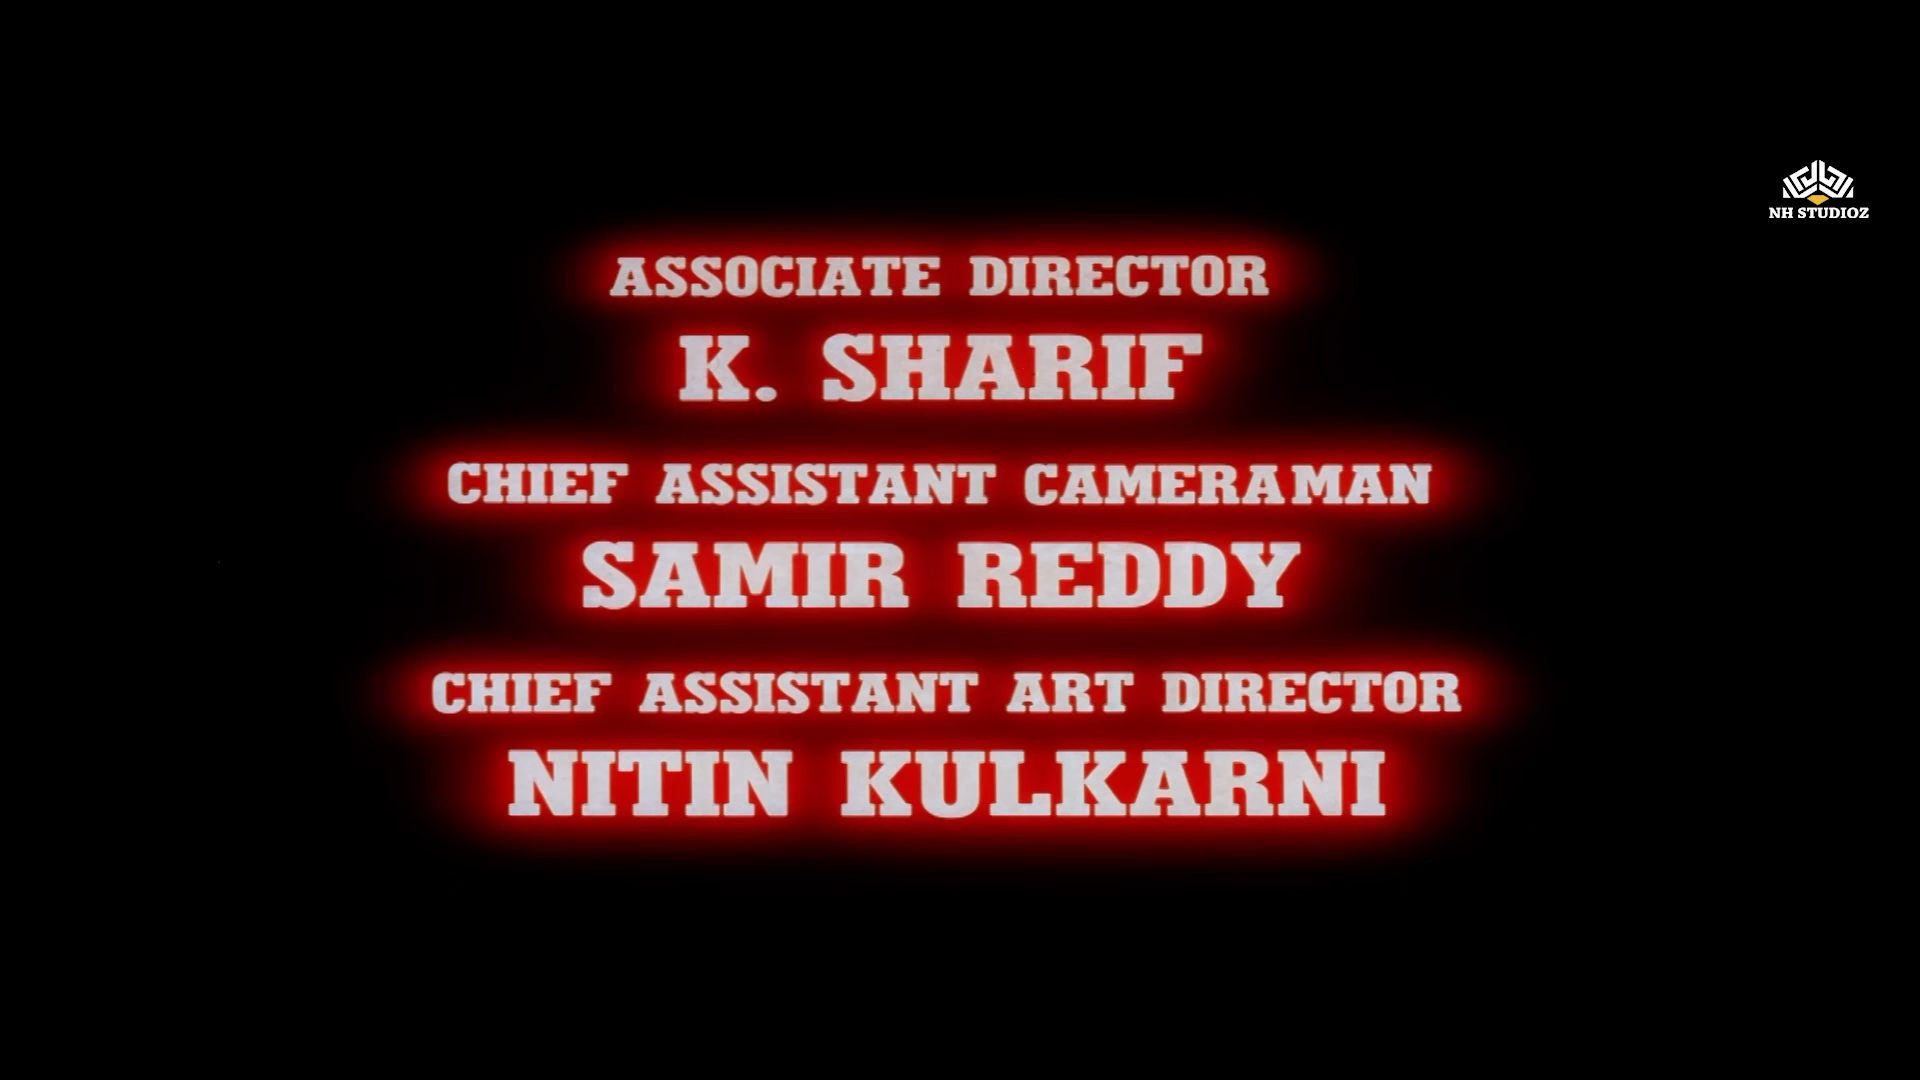 NH STUDIOZ
ASSOCIATE DIRECTOR
K. SHARIF
CHIEF ASSISTANT CAMERAMAN
SAMIR REDDY
CHIEF ASSISTANT ART DIRECTOR
NITIN KULKARNI